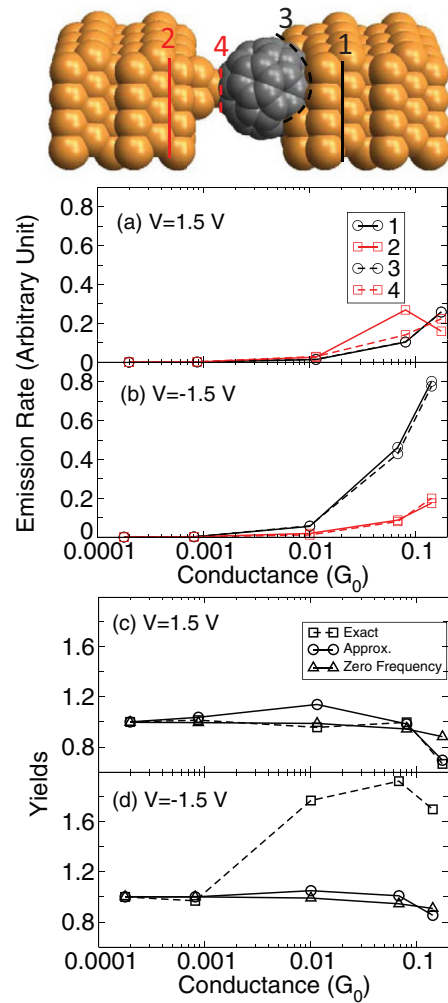 2
4
3
1
(a) V=1.5 V
1
2
3
4
0.8
0.6
0.4
0.2
0
(b) V=-1.5 V
0.8
0.6
0.4
0.2
0
Emission Rate (Arbitrary Unit)
0.0001 0.001 0.01 0.1
Conductance (G0)
(c) V=1.5 V
Exact
Approx.
Zero Frequency
1.6
1.2
0.8
(d) V=-1.5 V
1.6
1.2
0.8
Yields
0.0001 0.001 0.01 0.1
Conductance (G0)